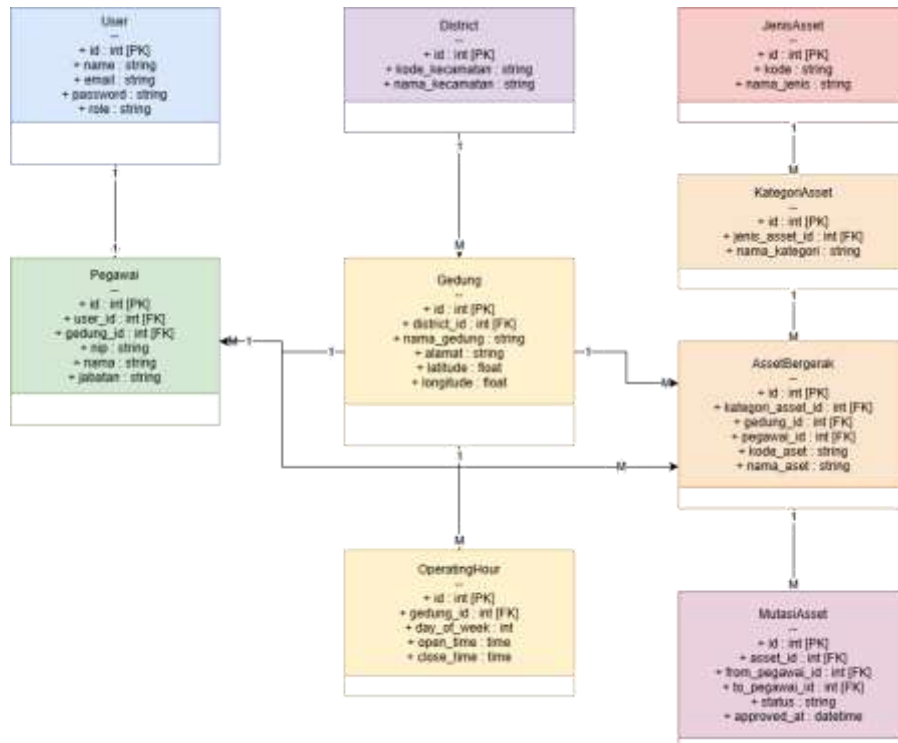 User
--
+ id : int [PK]
+ name : string
+ email : string
+ password : string
+ role : string
District
--
+ id : int [PK]
+ kode_kecamatan : string
+ nama_kecamatan : string
JenisAsset
--
+ id : int [PK]
+ kode : string
+ nama_jenis : string
1
1
1
M
KategoriAsset
--
+ id : int [PK]
+ jenis_asset_id : int [FK]
+ nama_kategori : string
1
M
1
M
Pegawai
--
+ id : int [PK]
+ user_id : int [FK]
+ gedung_id : int [FK]
+ nip : string
+ nama : string
+ jabatan : string
Gedung
--
+ id : int [PK]
+ district_id : int [FK]
+ nama_gedung : string
+ alamat : string
+ latitude : float
+ longitude : float
AssetBergerak
--
+ id : int [PK]
+ kategori_asset_id : int [FK]
+ gedung_id : int [FK]
+ pegawai_id : int [FK]
+ kode_aset : string
+ nama_aset : string
M
1
1
1
M
1
M
1
M
M
OperatingHour
--
+ id : int [PK]
+ gedung_id : int [FK]
+ day_of_week : int
+ open_time : time
+ close_time : time
MutasiAsset
--
+ id : int [PK]
+ asset_id : int [FK]
+ from_pegawai_id : int [FK]
+ to_pegawai_id : int [FK]
+ status : string
+ approved_at : datetime